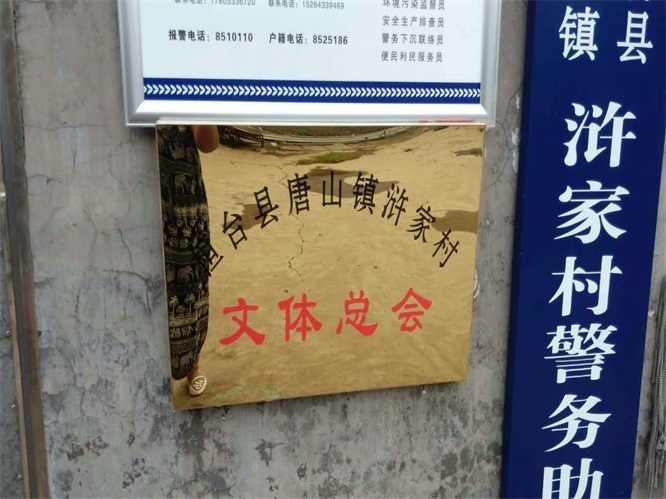 联系电话：17805336720 联系电话：15264339469
环境污染监督员
安全生产排查员
报警电话：8510110 户籍电话：8525186
警务下沉联络员
便民利民服务员
桓台县唐山镇浒家村
文体总会
县
镇
浒家村警务助